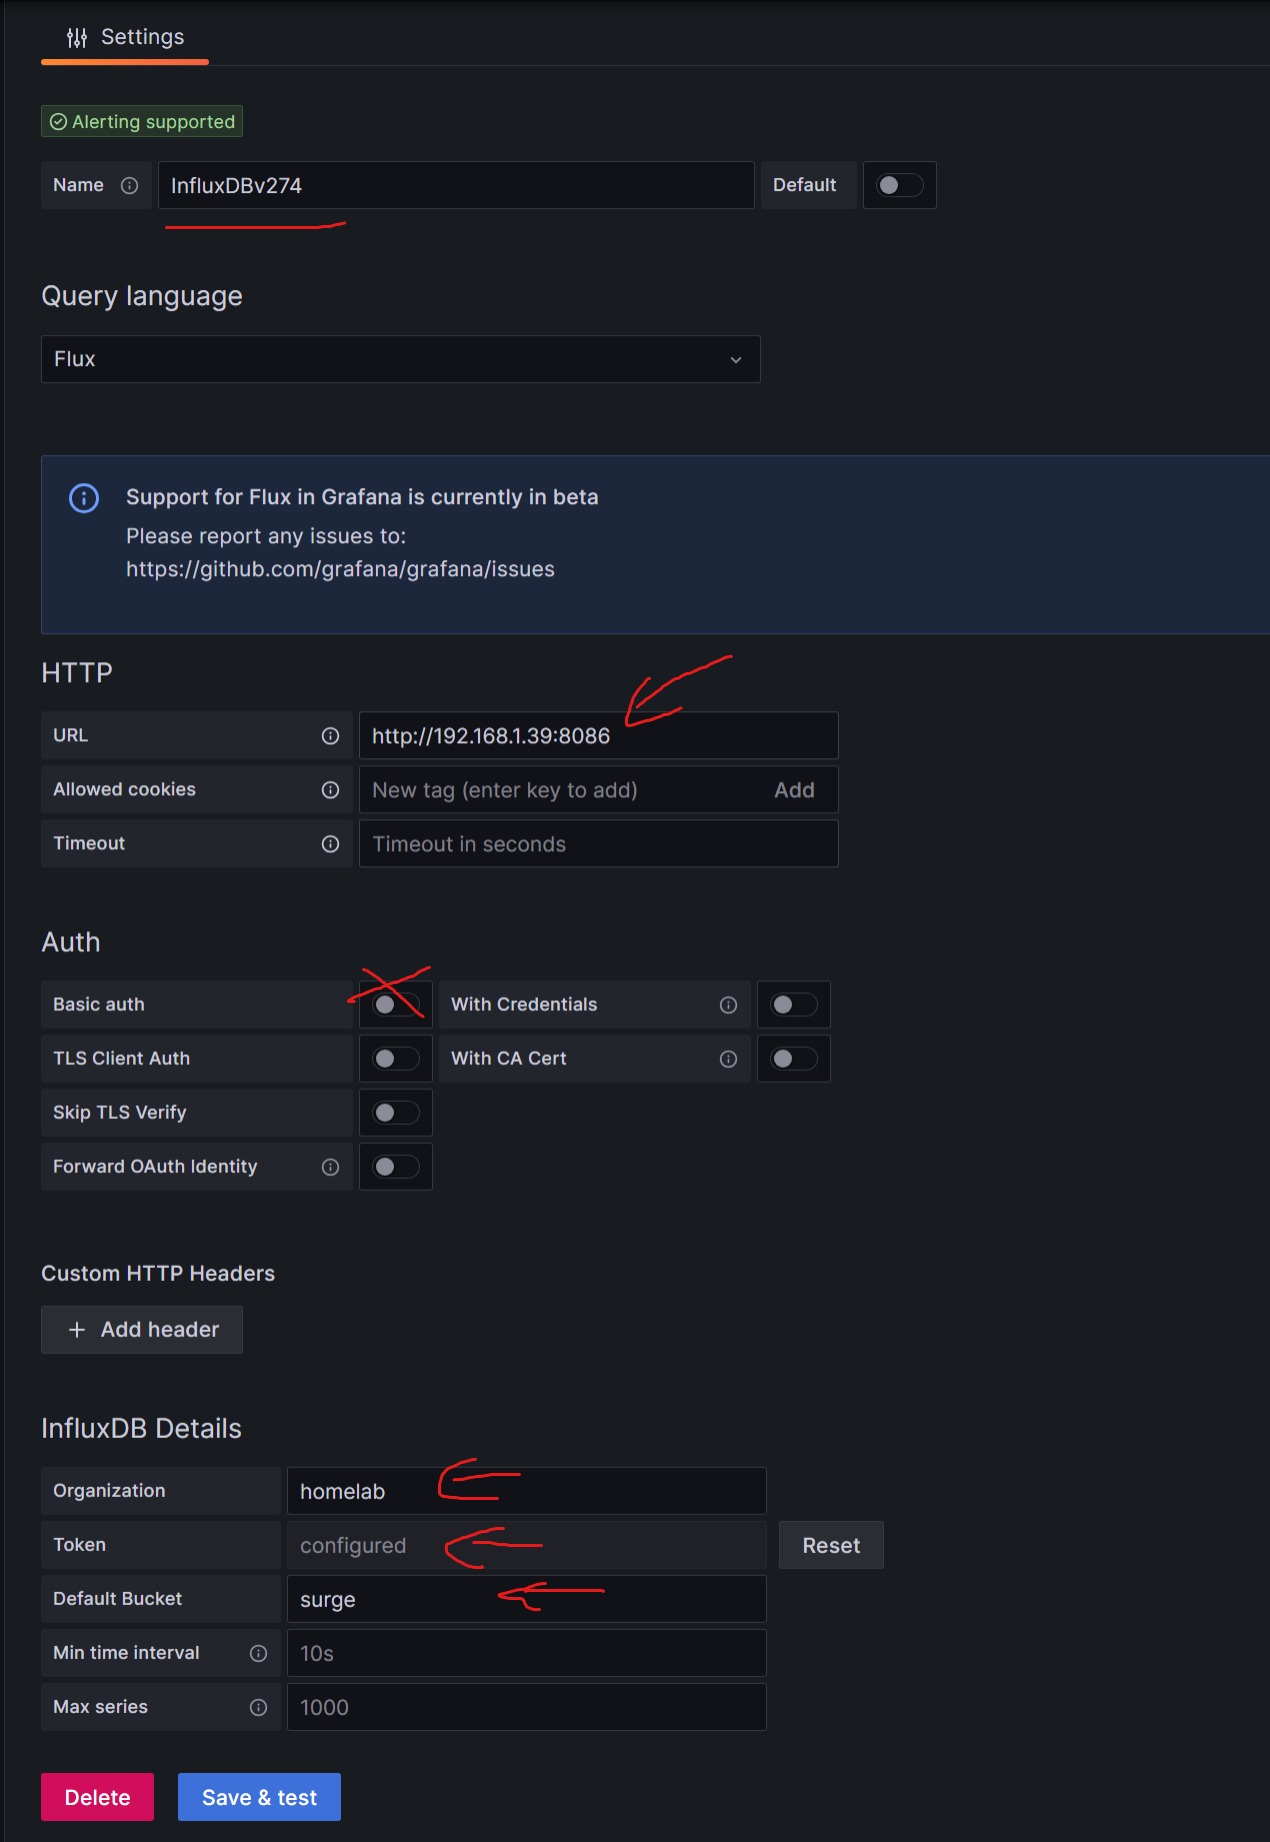 Settings
Alerting supported
Name InfluxDBv274 Default
Query language
Flux
Support for Flux in Grafana is currently in beta
Please report any issues to:
https://github.com/grafana/grafana/issues
HTTP
URL http://192.168.1.39:8086
Allowed cookies New tag (enter key to add) Add
Timeout Timeout in seconds
Auth
Basic auth With Credentials
TLS Client Auth With CA Cert
Skip TLS Verify
Forward OAuth Identity
Custom HTTP Headers
+ Add header
InfluxDB Details
Organization homelab
Token configured Reset
Default Bucket surge
Min time interval 10s
Max series 1000
Delete Save & test